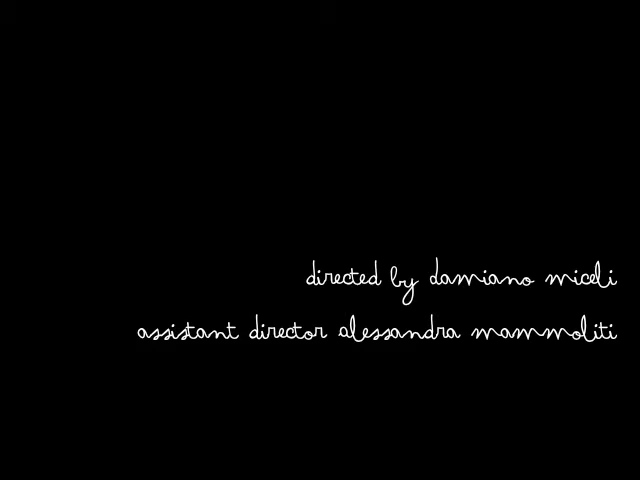 directed by damiano miceli
assistant director alessandra mammoliti